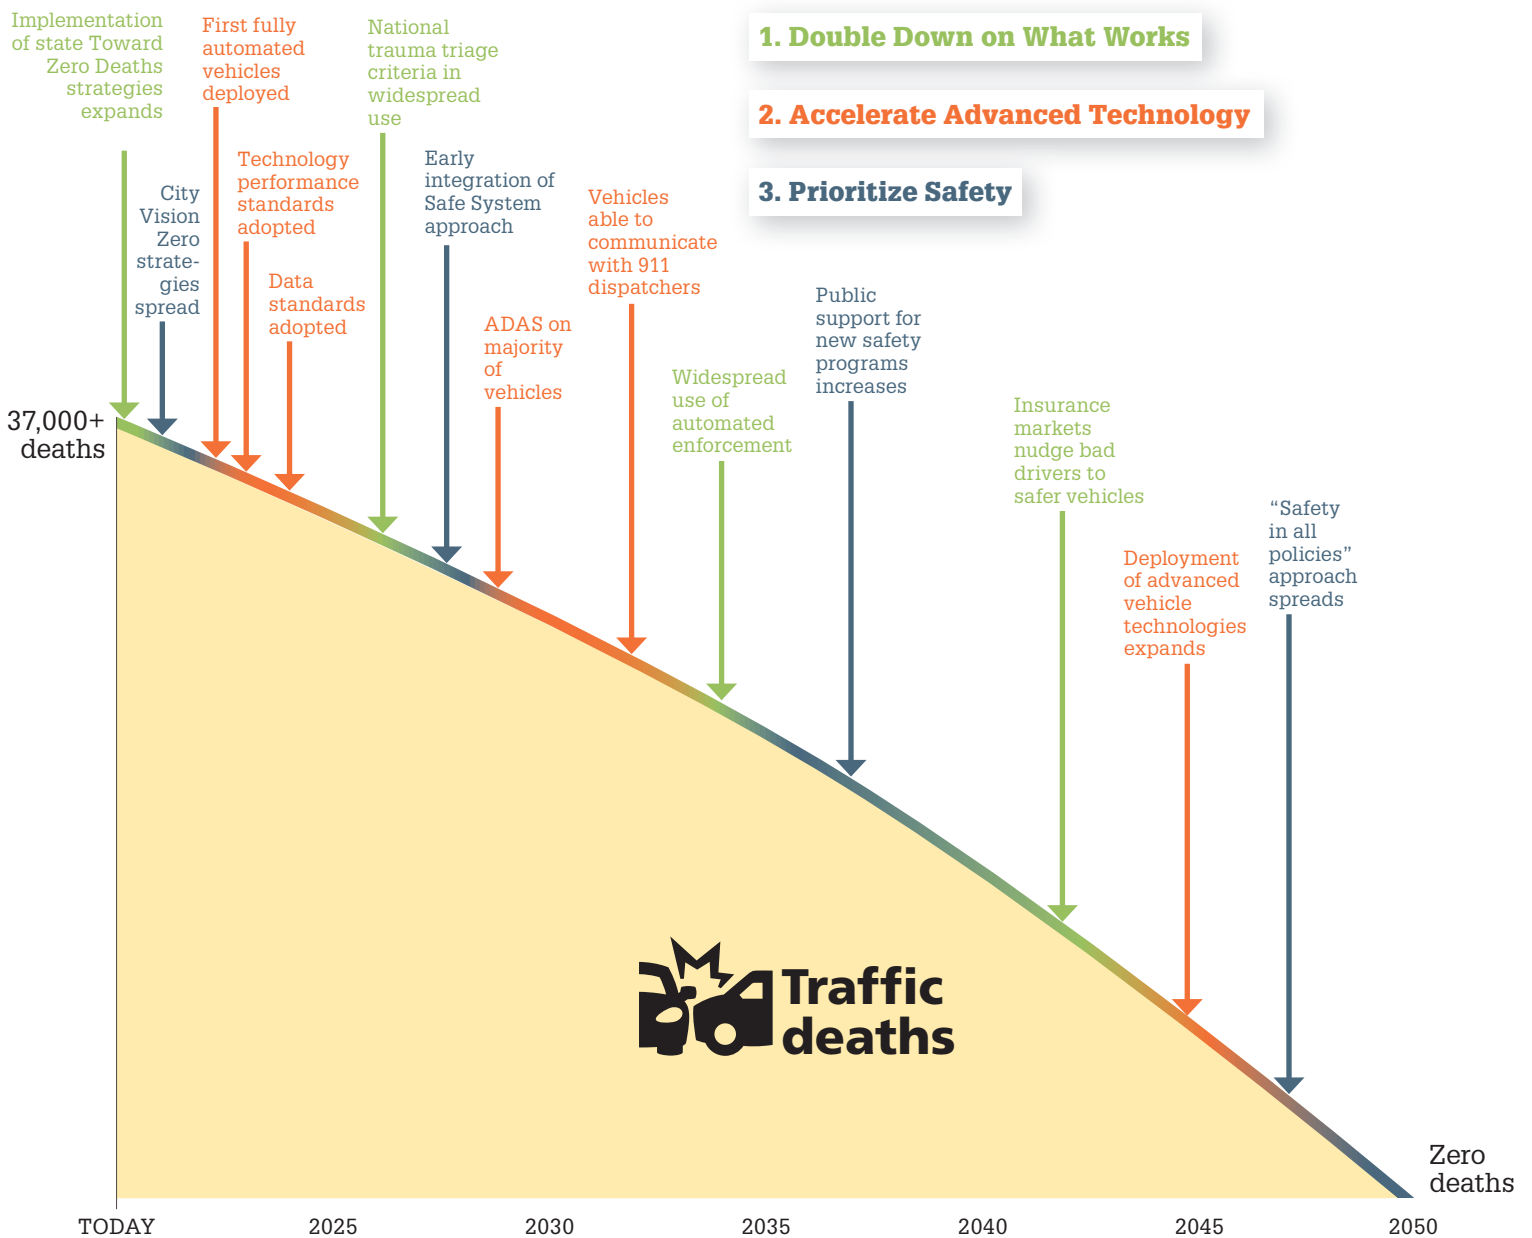 Implementation
of state Toward
Zero Deaths
strategies
expands
City
Vision
Zero
strate-
gies
spread
First fully
automated
vehicles
deployed
Technology
performance
standards
adopted
Data
standards
adopted
National
trauma triage
criteria in
widespread
use
Early
integration of
Safe System
approach
ADAS on
majority
of
vehicles
Vehicles
able to
communicate
with 911
dispatchers
Widespread
use of
automated
enforcement
1. Double Down on What Works
2. Accelerate Advanced Technology
3. Prioritize Safety
Public
support for
new safety
programs
increases
Insurance
markets
nudge bad
drivers to
safer vehicles
Deployment
of advanced
vehicle
technologies
expands
“Safety
in all
policies”
approach
spreads
37,000+
deaths
Traffic
deaths
Zero
deaths
TODAY
2025
2030
2035
2040
2045
2050